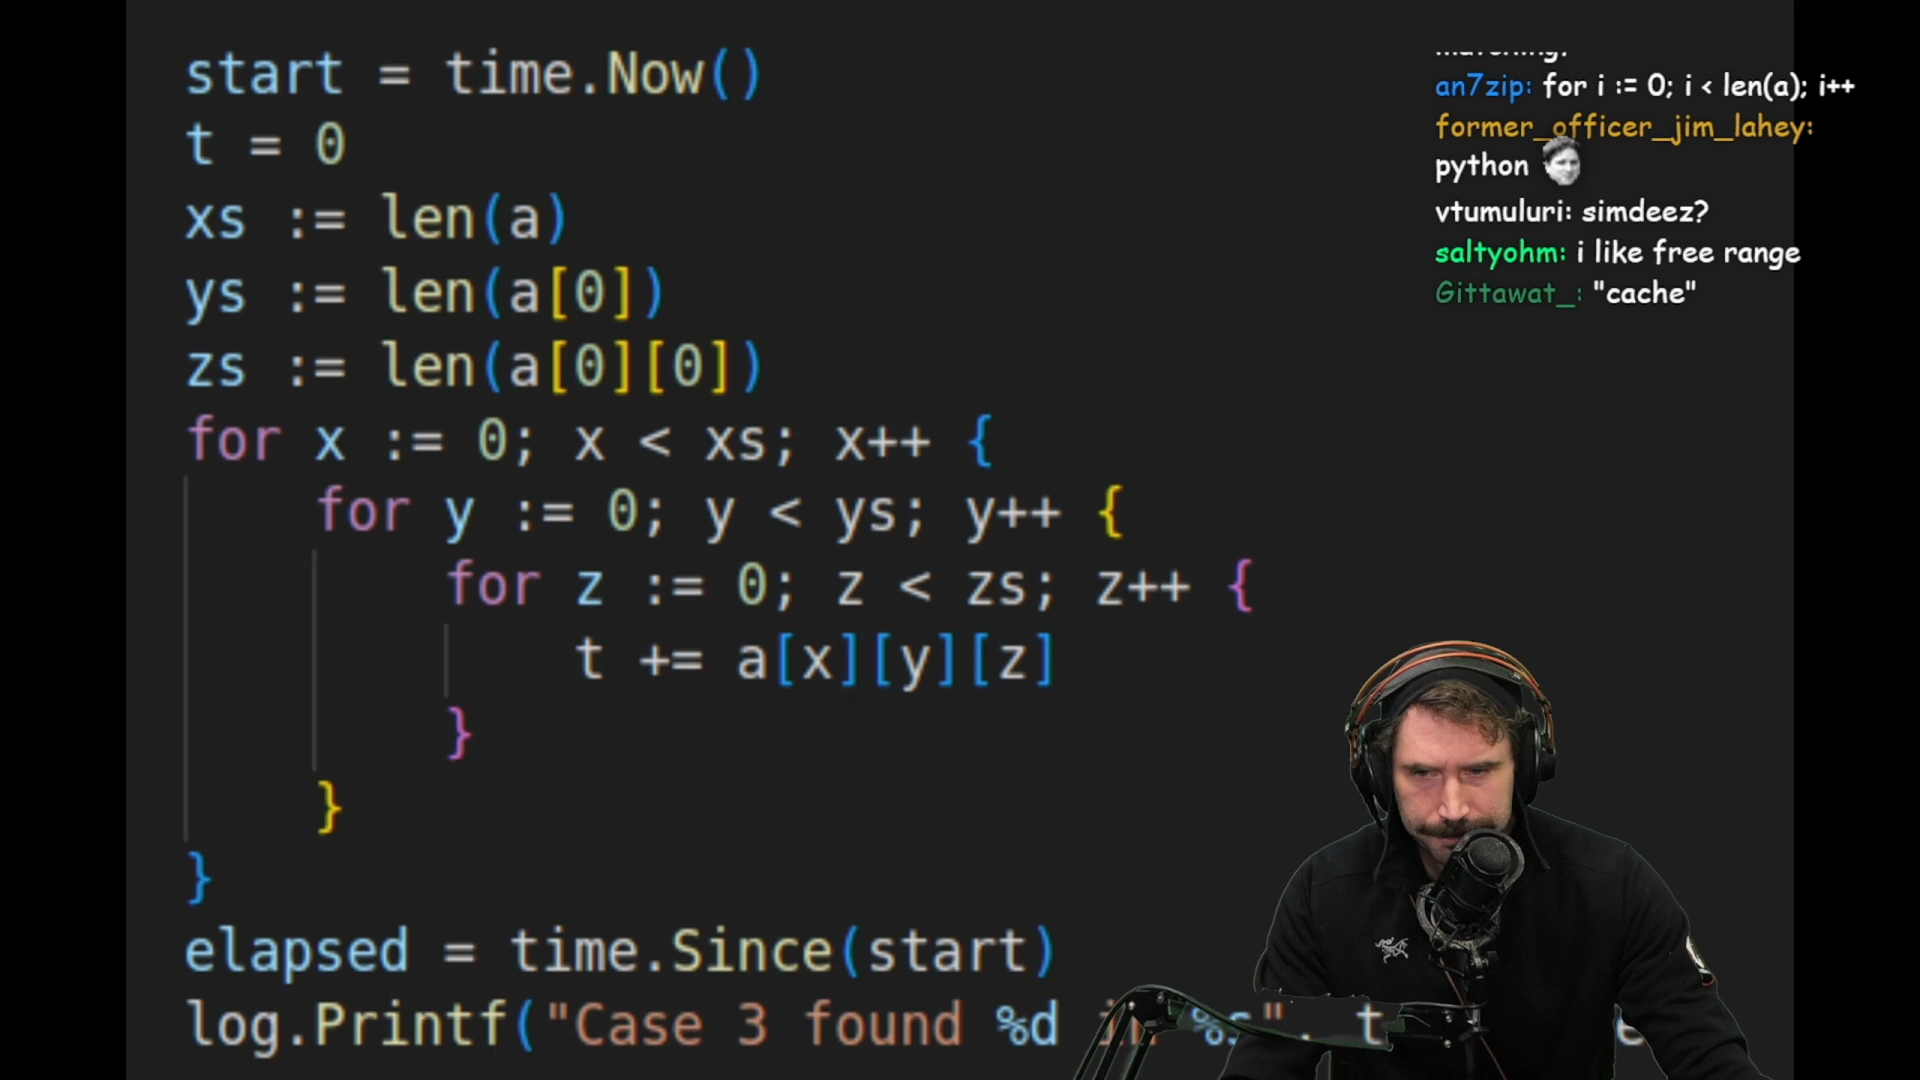 start = time.Now()
t = 0
xs := len(a)
ys := len(a[0])
zs := len(a[0][0])
for x := 0; x < xs; x++ {
for y := 0; y < ys; y++ {
for z := 0; z < zs; z++ {
t += a[x][y][z]
}
}
}
elapsed = time.Since(start)
log.Printf("Case 3 found %d in %s", t
an7zip: for i := 0; i < len(a); i++
former_officer_jim_lahey:
python
vtumuluri: simdeez?
saltyohm: i like free range
Gittawat_: "cache"